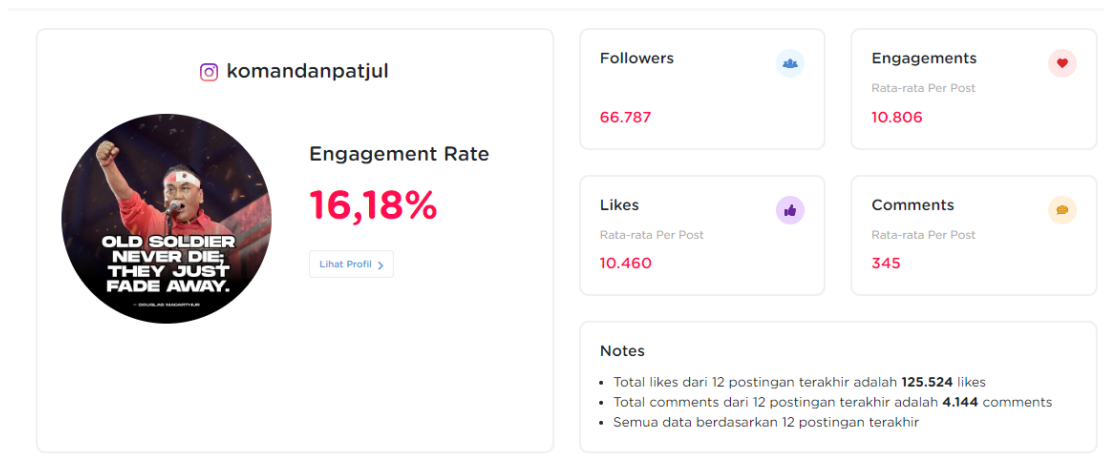 komandanpatjul
Engagement Rate
16,18%
Lihat Profil
OLD SOLDIER
NEVER DIE;
THEY JUST
FADE AWAY.
— DOUGLAS MACARTHUR
Followers
66.787
Engagements
Rata-rata Per Post
10.806
Likes
Rata-rata Per Post
10.460
Comments
Rata-rata Per Post
345
Notes
• Total likes dari 12 postingan terakhir adalah 125.524 likes
• Total comments dari 12 postingan terakhir adalah 4.144 comments
• Semua data berdasarkan 12 postingan terakhir